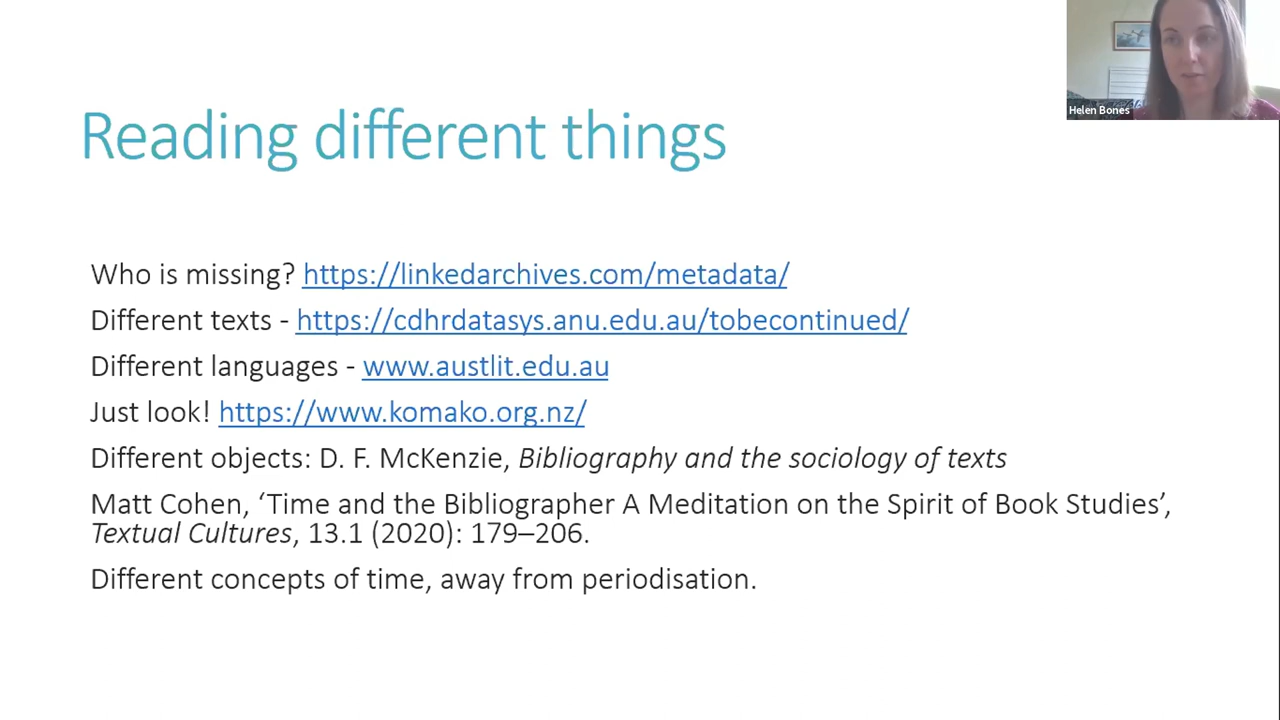 Helen Bones
Reading different things
Who is missing? https://linkedarchives.com/metadata/
Different texts - https://cdhrdatasys.anu.edu.au/tobecontinued/
Different languages - www.austlit.edu.au
Just look! https://www.komako.org.nz/
Different objects: D. F. McKenzie, Bibliography and the sociology of texts
Matt Cohen, ‘Time and the Bibliographer A Meditation on the Spirit of Book Studies’,
Textual Cultures, 13.1 (2020): 179–206.
Different concepts of time, away from periodisation.